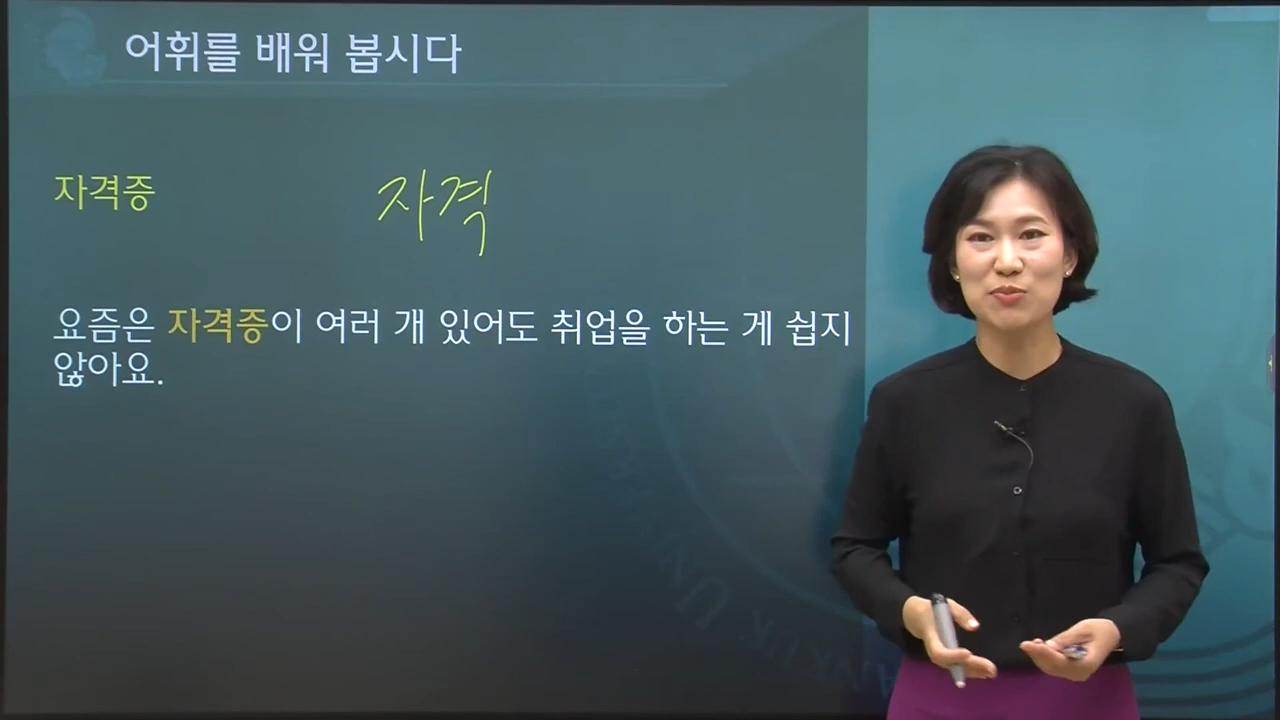 어휘를 배워 봅시다
자격증
자격
요즘은 자격증이 여러 개 있어도 취업을 하는 게 쉽지
않아요.